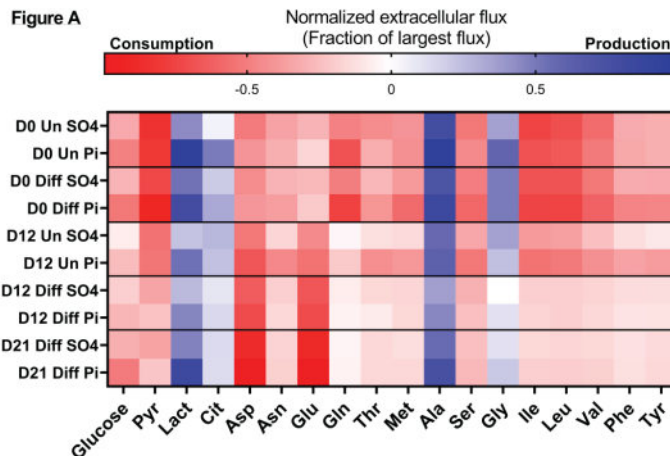 Figure A
Normalized extracellular flux
(Fraction of largest flux)
Consumption
Production
-0.5
0
0.5
D0 Un SO4
D0 Un Pi
D0 Diff SO4
D0 Diff Pi
D12 Un SO4
D12 Un Pi
D12 Diff SO4
D12 Diff Pi
D21 Diff SO4
D21 Diff Pi
Glucose
Pyr
Lact
Cit
Asp
Asn
Glu
Gln
Thr
Met
Ala
Ser
Gly
Ile
Leu
Val
Phe
Tyr